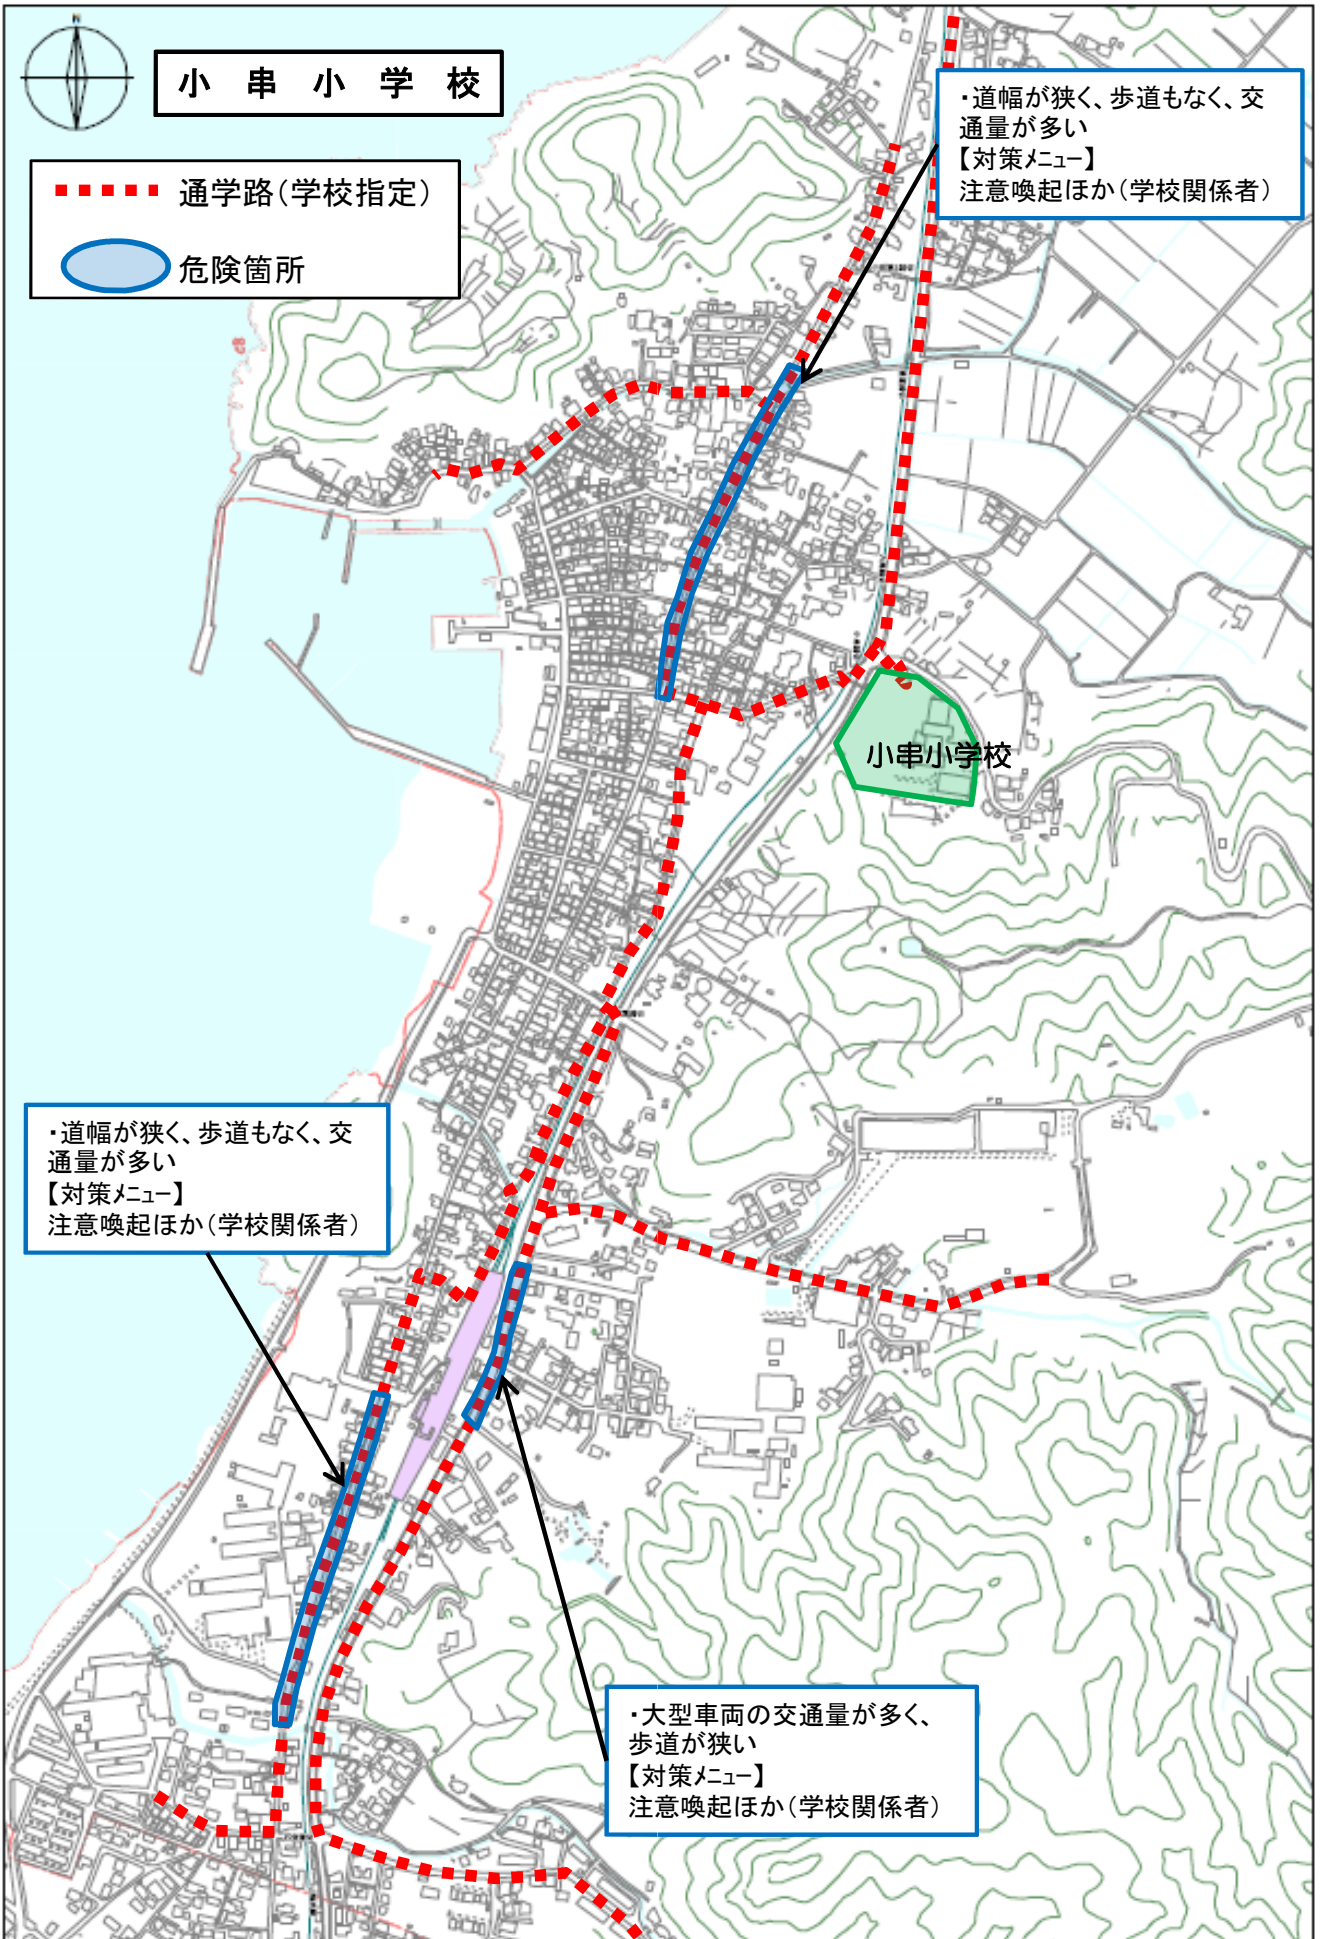 小串小学校
通学路(学校指定)
危険箇所
・道幅が狭く、歩道もなく、交
通量が多い
【対策メニュー】
注意喚起ほか(学校関係者)
小串小学校
・道幅が狭く、歩道もなく、交
通量が多い
【対策メニュー】
注意喚起ほか(学校関係者)
・大型車両の交通量が多く、
歩道が狭い
【対策メニュー】
注意喚起ほか(学校関係者)